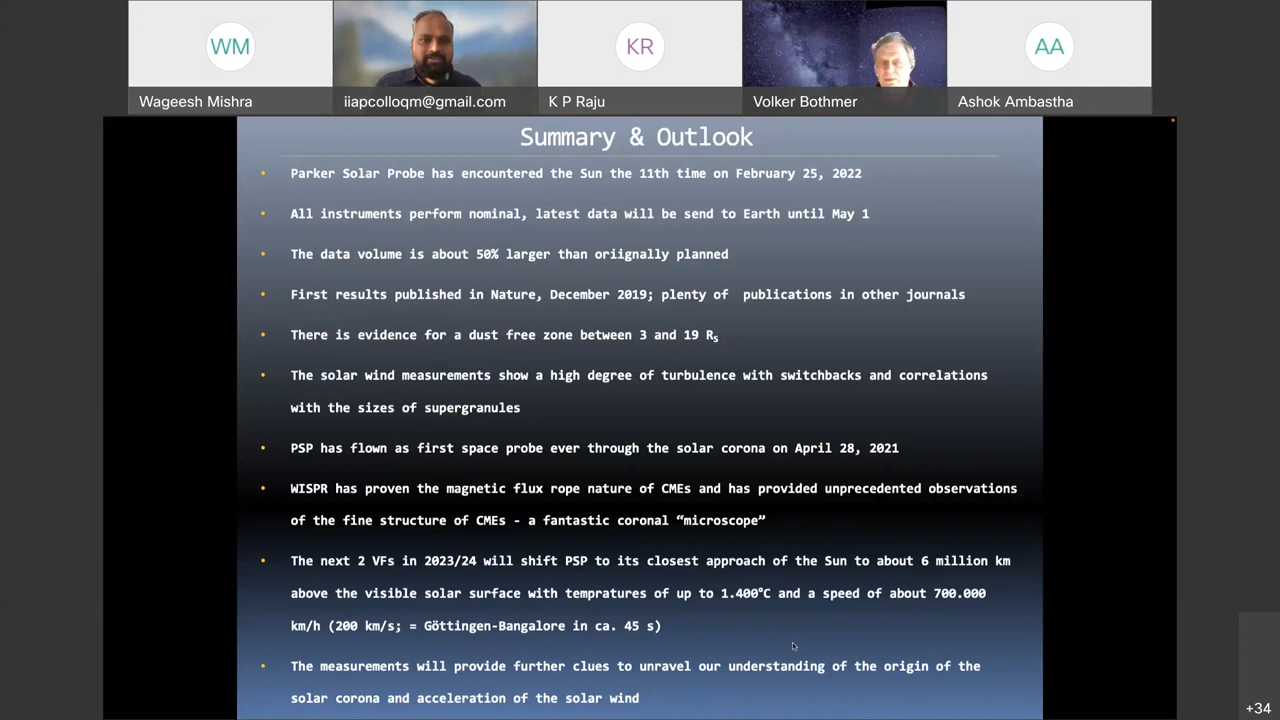 WM
KR
AA
Wageesh Mishra
iiapcolloqm@gmail.com
K P Raju
Volker Bothmer
Ashok Ambastha
Summary & Outlook
• Parker Solar Probe has encountered the Sun the 11th time on February 25, 2022
• All instruments perform nominal, latest data will be send to Earth until May 1
• The data volume is about 50% larger than oriignally planned
• First results published in Nature, December 2019; plenty of publications in other journals
• There is evidence for a dust free zone between 3 and 19 Rs
• The solar wind measurements show a high degree of turbulence with switchbacks and correlations
with the sizes of supergranules
• PSP has flown as first space probe ever through the solar corona on April 28, 2021
• WISPR has proven the magnetic flux rope nature of CMEs and has provided unprecedented observations
of the fine structure of CMEs - a fantastic coronal “microscope”
• The next 2 VFs in 2023/24 will shift PSP to its closest approach of the Sun to about 6 million km
above the visible solar surface with tempratures of up to 1.400°C and a speed of about 700.000
km/h (200 km/s; = Göttingen-Bangalore in ca. 45 s)
• The measurements will provide further clues to unravel our understanding of the origin of the
solar corona and acceleration of the solar wind
+34